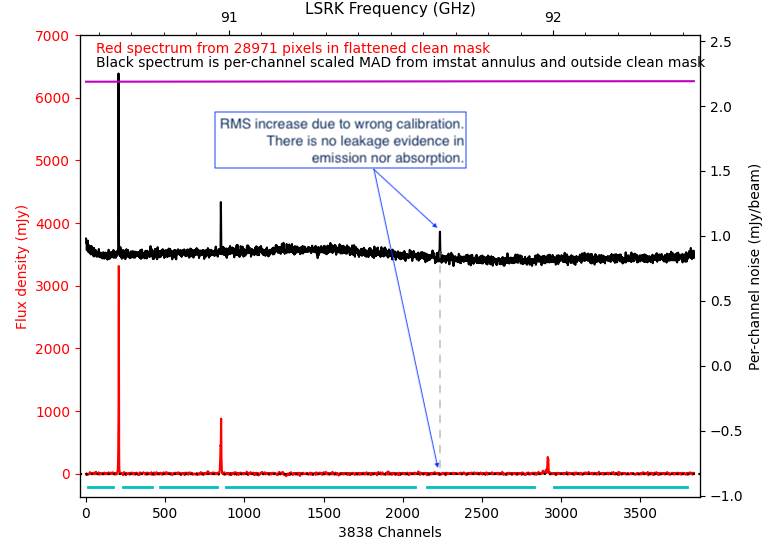 LSRK Frequency (GHz)
91 92
7000
6000
5000
4000
3000
2000
1000
0
Flux density (mJy)
Red spectrum from 28971 pixels in flattened clean mask
Black spectrum is per-channel scaled MAD from imstat annulus and outside clean mask
RMS increase due to wrong calibration.
There is no leakage evidence in
emission nor absorption.
2.5
2.0
1.5
1.0
0.5
0.0
−0.5
−1.0
Per-channel noise (mJy/beam)
0 500 1000 1500 2000 2500 3000 3500
3838 Channels